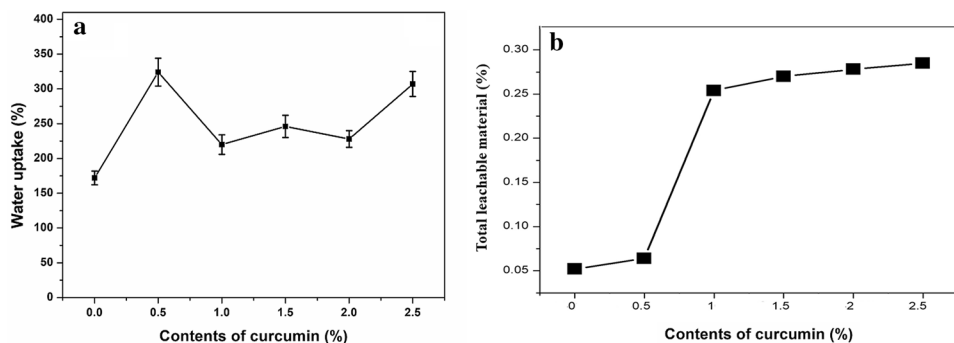 a
Water uptake (%)
400
350
300
250
200
150
100
50
0
0.0 0.5 1.0 1.5 2.0 2.5
Contents of curcumin (%)
b
Total leachable material (%)
0.30
0.25
0.20
0.15
0.10
0.05
0 0.5 1 1.5 2 2.5
Contents of curcumin (%)